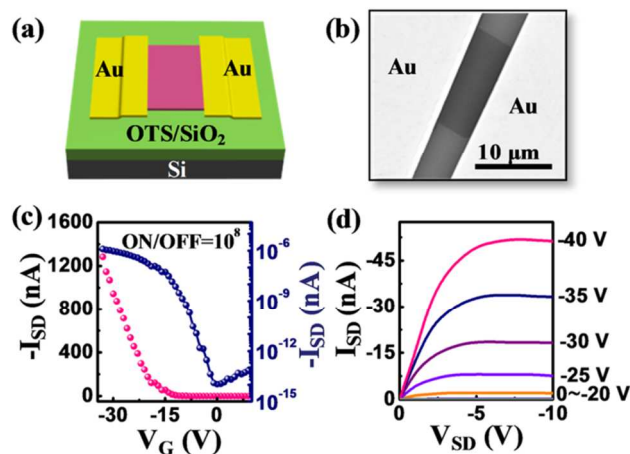 (a)
Au
Au
OTS/SiO₂
Si
(b)
Au
Au
10 μm
(c)
ON/OFF=10⁸
-I_SD (nA)
1600
1200
800
400
0
-30
-15
0
V_G (V)
10⁻⁶
10⁻⁹
10⁻¹²
10⁻¹⁴
10⁻¹⁵
-I_SD (nA)
(d)
I_SD (nA)
-45
-30
-15
0
0
-5
-10
V_SD (V)
-40 V
-35 V
-30 V
-25 V
0~-20 V